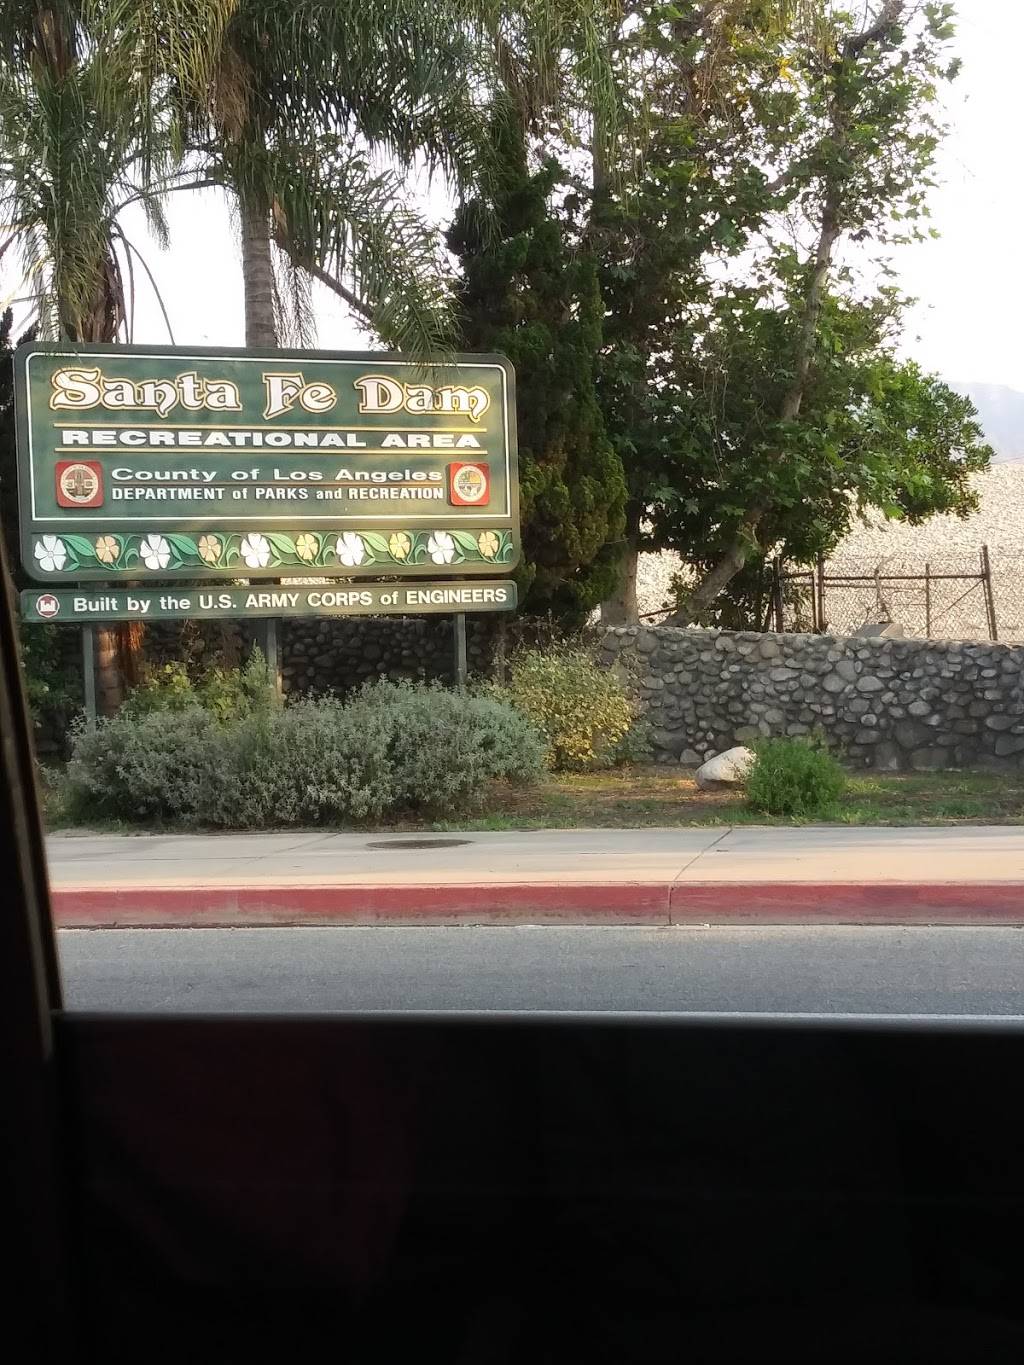 Santa Fe Dam
RECREATIONAL AREA
County of Los Angeles
DEPARTMENT of PARKS and RECREATION
Built by the U.S. ARMY CORPS of ENGINEERS